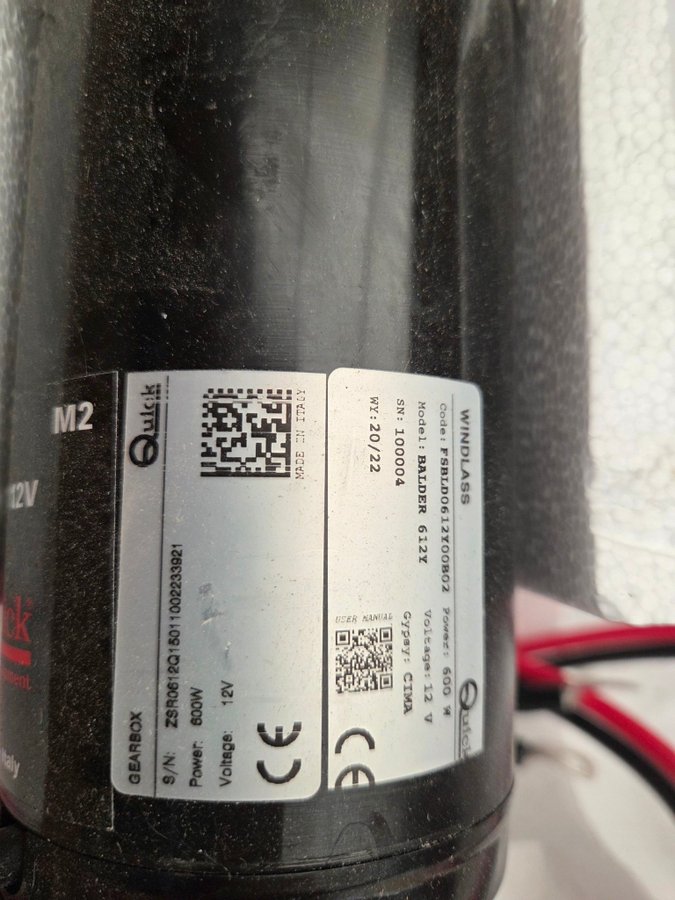 M2
12V
Quick
MADE IN ITALY
GEARBOX
S/N: ZSR0612Q15011002233921
Power: 600W
Voltage: 12V
CE
WINDLASS
Code: FSBLD0612Y00B02 Power: 600 W
Model: BALDER 612Y Voltage: 12 V
SN: 100004 Gypsy: CIMA
WY: 20/22
USER MANUAL
Quick
CE